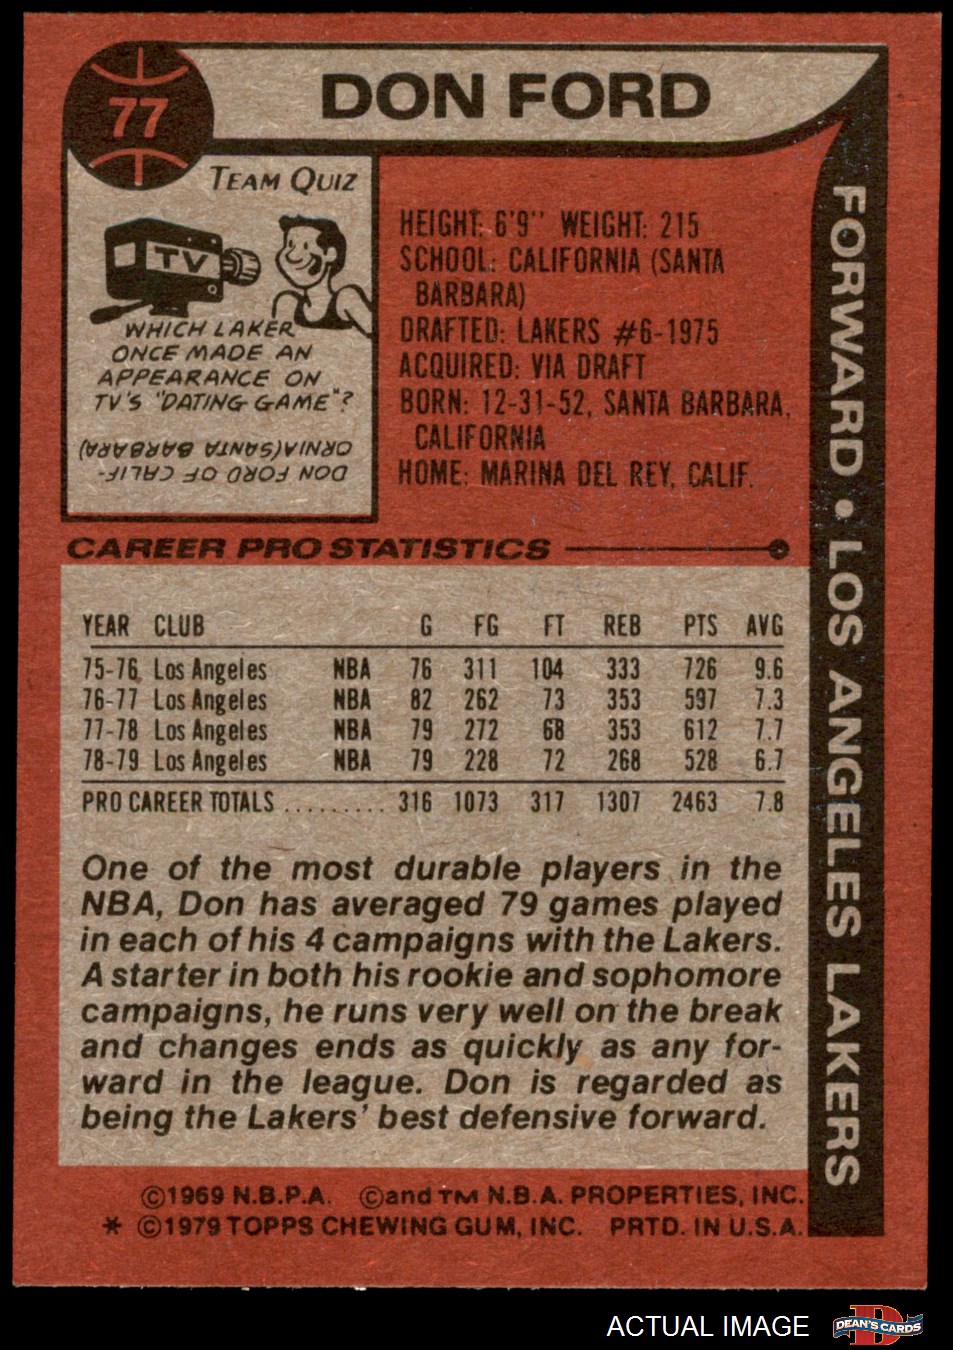 77
DON FORD
TEAM QUIZ
TV
WHICH LAKER
ONCE MADE AN
APPEARANCE ON
TV'S "DATING GAME"?
DON FORD OF CALIF-
ORNIA (SANTA BARBARA)
HEIGHT: 6'9" WEIGHT: 215
SCHOOL: CALIFORNIA (SANTA
BARBARA)
DRAFTED: LAKERS #6-1975
ACQUIRED: VIA DRAFT
BORN: 12-31-52, SANTA BARBARA,
CALIFORNIA
HOME: MARINA DEL REY, CALIF.
FORWARD • LOS ANGELES LAKERS
CAREER PRO STATISTICS
YEAR CLUB G FG FT REB PTS AVG
75-76 Los Angeles NBA 76 311 104 333 726 9.6
76-77 Los Angeles NBA 82 262 73 353 597 7.3
77-78 Los Angeles NBA 79 272 68 353 612 7.7
78-79 Los Angeles NBA 79 228 72 268 528 6.7
PRO CAREER TOTALS ......... 316 1073 317 1307 2463 7.8
One of the most durable players in the
NBA, Don has averaged 79 games played
in each of his 4 campaigns with the Lakers.
A starter in both his rookie and sophomore
campaigns, he runs very well on the break
and changes ends as quickly as any for-
ward in the league. Don is regarded as
being the Lakers' best defensive forward.
©1969 N.B.P.A. ©and TM N.B.A. PROPERTIES, INC.
* ©1979 TOPPS CHEWING GUM, INC. PRTD. IN U.S.A.
ACTUAL IMAGE
D
DEAN'S CARDS